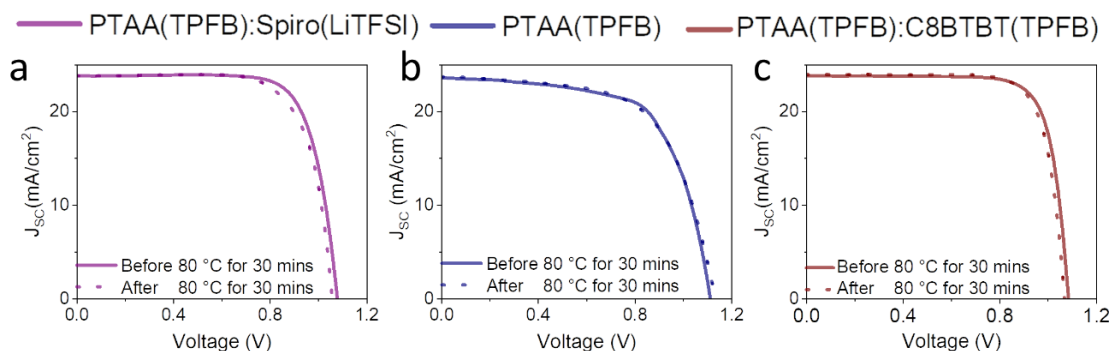 PTAA(TPFB):Spiro(LiTFSI) PTAA(TPFB) PTAA(TPFB):C8BTBT(TPFB)
a
20
10
0
J_SC(mA/cm²)
Before 80 °C for 30 mins
After 80 °C for 30 mins
0.0 0.4 0.8 1.2
Voltage (V)
b
20
10
0
J_SC (mA/cm²)
Before 80 °C for 30 mins
After 80 °C for 30 mins
0.0 0.4 0.8 1.2
Voltage (V)
c
20
10
0
J_SC (mA/cm²)
Before 80 °C for 30 mins
After 80 °C for 30 mins
0.0 0.4 0.8 1.2
Voltage (V)